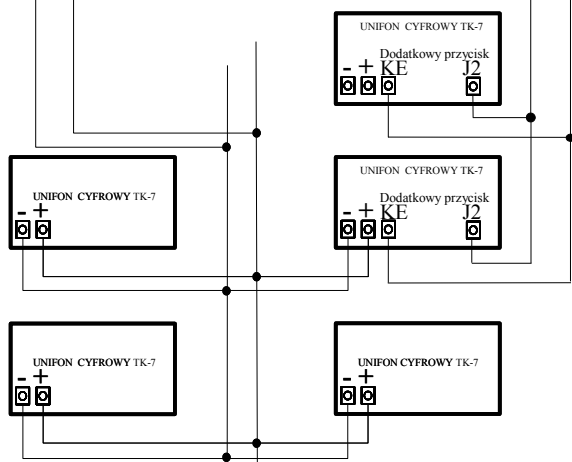 UNIFON CYFROWY TK-7
Dodatkowy przycisk
- + KE J2
UNIFON CYFROWY TK-7
- +
UNIFON CYFROWY TK-7
Dodatkowy przycisk
- + KE J2
UNIFON CYFROWY TK-7
- +
UNIFON CYFROWY TK-7
- +